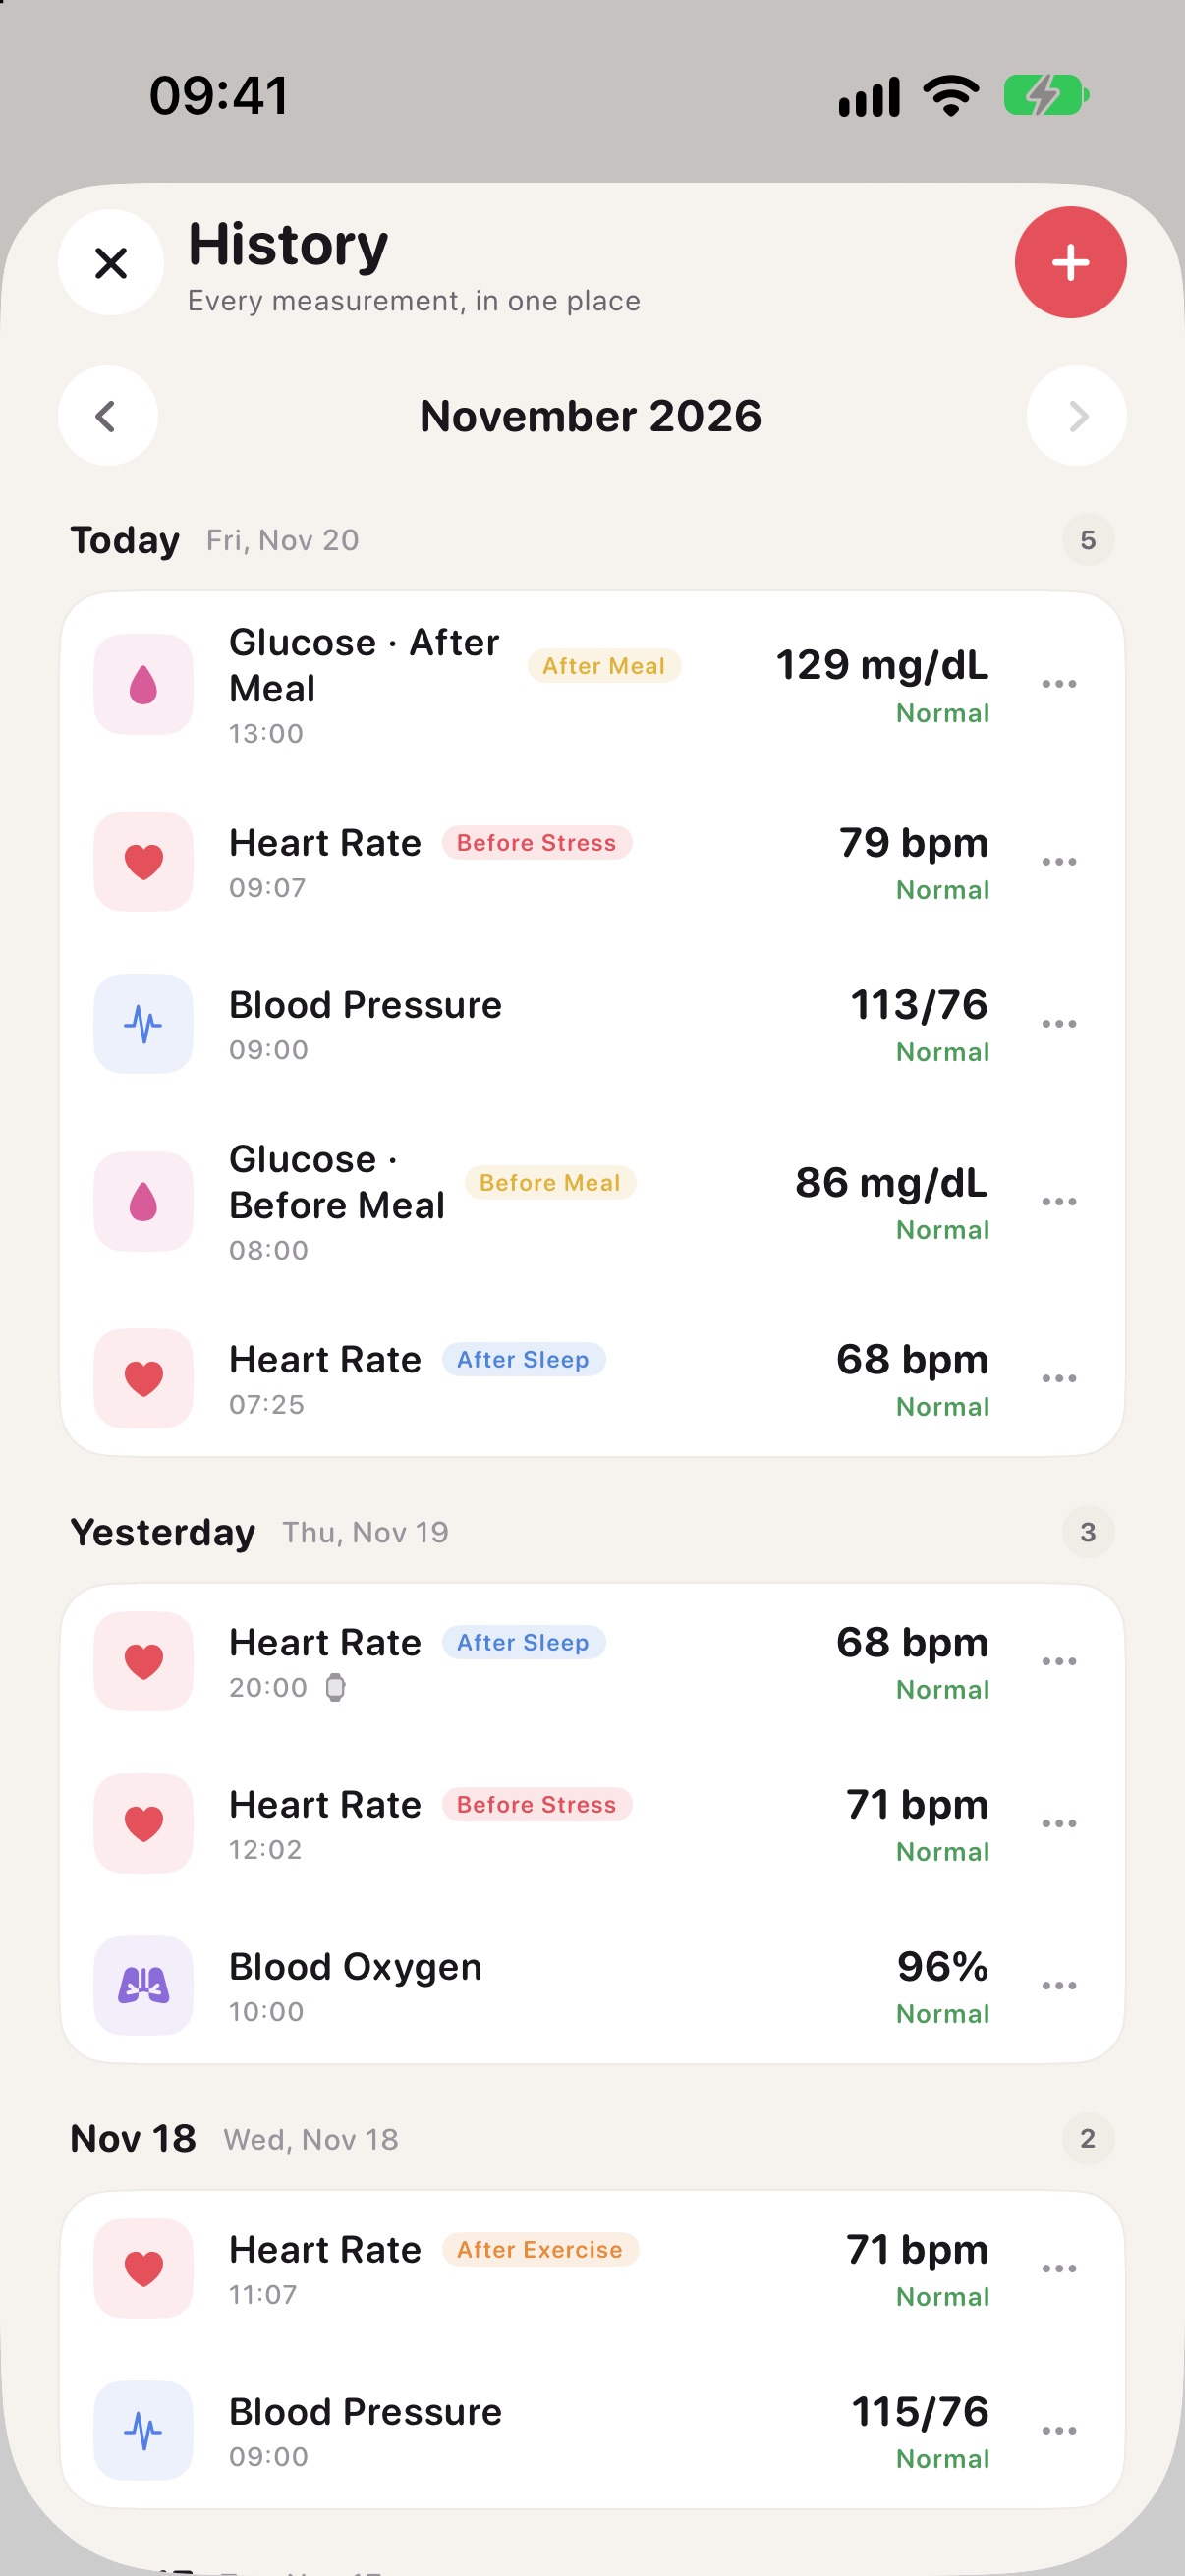 09:41
History
Every measurement, in one place
November 2026
Today Fri, Nov 20 5
Glucose · After
Meal
After Meal
129 mg/dL
13:00
Normal
Heart Rate Before Stress 79 bpm
09:07 Normal
Blood Pressure 113/76
09:00 Normal
Glucose ·
Before Meal
Before Meal
86 mg/dL
08:00
Normal
Heart Rate After Sleep 68 bpm
07:25 Normal
Yesterday Thu, Nov 19 3
Heart Rate After Sleep 68 bpm
20:00 Normal
Heart Rate Before Stress 71 bpm
12:02 Normal
Blood Oxygen 96%
10:00 Normal
Nov 18 Wed, Nov 18 2
Heart Rate After Exercise 71 bpm
11:07 Normal
Blood Pressure 115/76
09:00 Normal